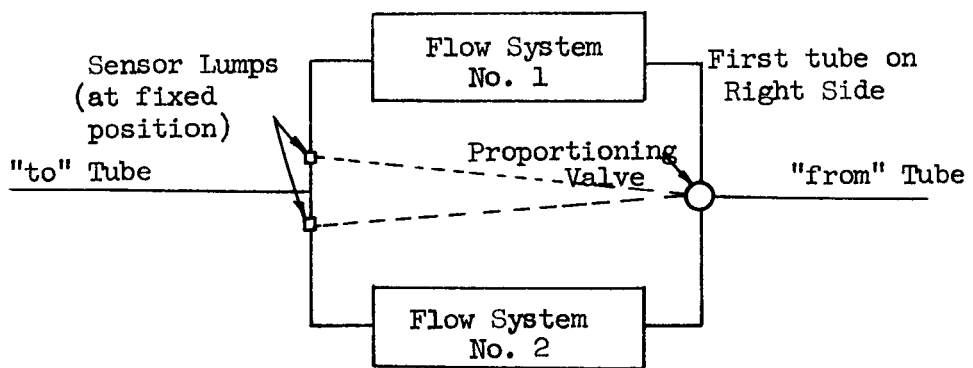 Flow System
No. 1
First tube on
Right Side
Sensor Lumps
(at fixed
position)
Proportioning
Valve
"to" Tube
"from" Tube
Flow System
No. 2